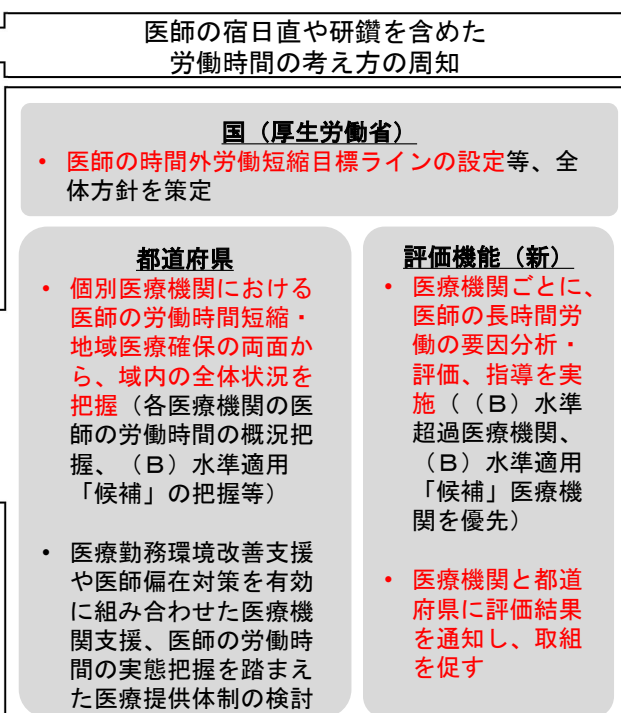 医師の宿日直や研鑽を含めた
労働時間の考え方の周知
国（厚生労働省）
• 医師の時間外労働短縮目標ラインの設定等、全
体方針を策定
都道府県
• 個別医療機関における
医師の労働時間短縮・
地域医療確保の両面か
ら、域内の全体状況を
把握（各医療機関の医
師の労働時間の概況把
握、（Ｂ）水準適用
「候補」の把握等）
• 医療勤務環境改善支援
や医師偏在対策を有効
に組み合わせた医療機
関支援、医師の労働時
間の実態把握を踏まえ
た医療提供体制の検討
評価機能（新）
• 医療機関ごとに、
医師の長時間労
働の要因分析・
評価、指導を実
施（（Ｂ）水準
超過医療機関、
（Ｂ）水準適用
「候補」医療機
関を優先）
• 医療機関と都道
府県に評価結果
を通知し、取組
を促す